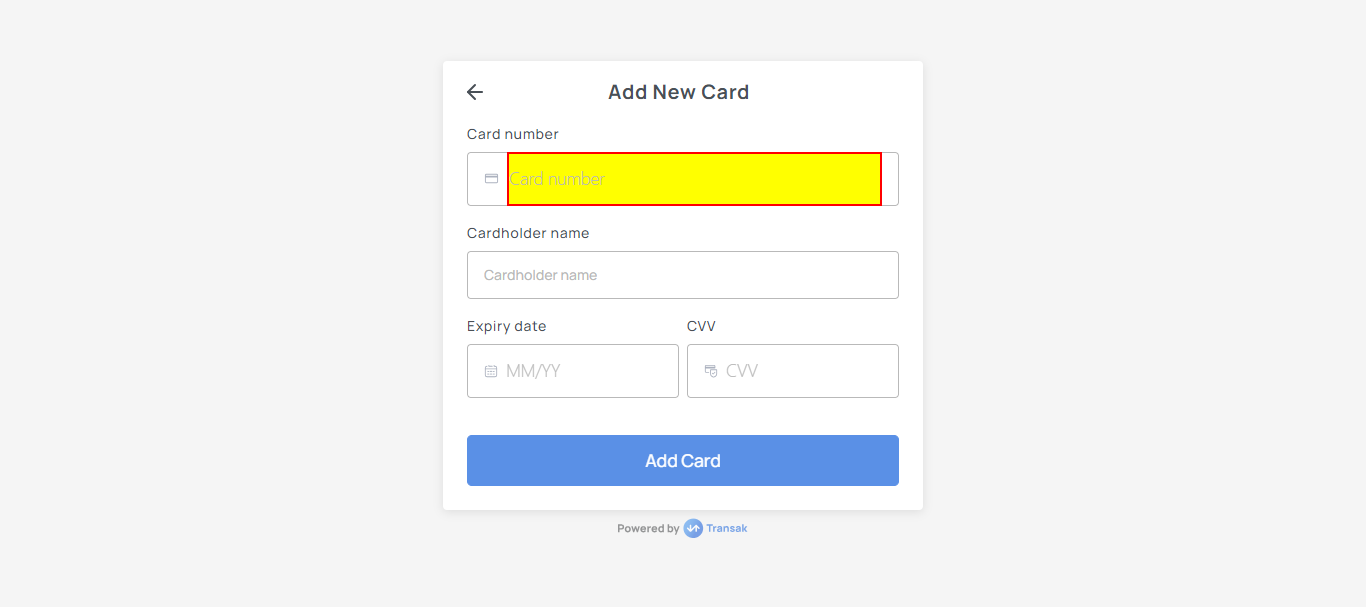 Add New Card
Card number
Card number
Cardholder name
Cardholder name
Expiry date CVV
MM/YY CVV
Add Card
Powered by Transak